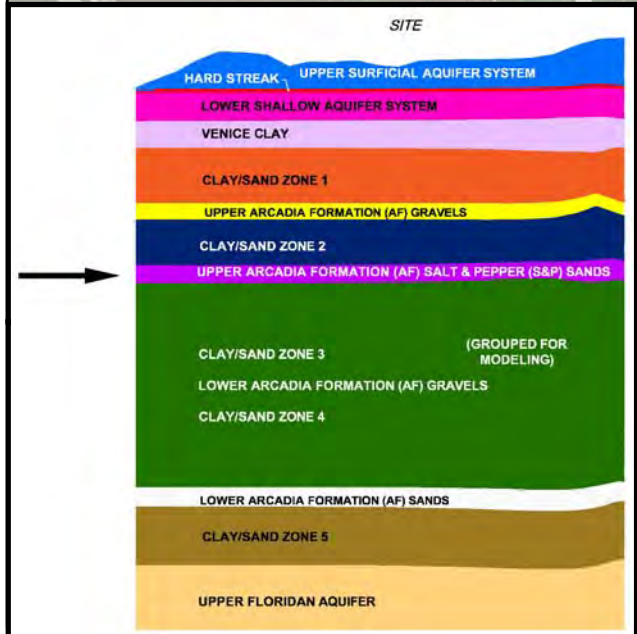 SITE
UPPER SURFICIAL AQUIFER SYSTEM
HARD STREAK
LOWER SHALLOW AQUIFER SYSTEM
VENICE CLAY
CLAY/SAND ZONE 1
UPPER ARCADIA FORMATION (AF) GRAVELS
CLAY/SAND ZONE 2
UPPER ARCADIA FORMATION (AF) SALT & PEPPER (S&P) SANDS
CLAY/SAND ZONE 3
(GROUPED FOR
MODELING)
LOWER ARCADIA FORMATION (AF) GRAVELS
CLAY/SAND ZONE 4
LOWER ARCADIA FORMATION (AF) SANDS
CLAY/SAND ZONE 5
UPPER FLORIDAN AQUIFER